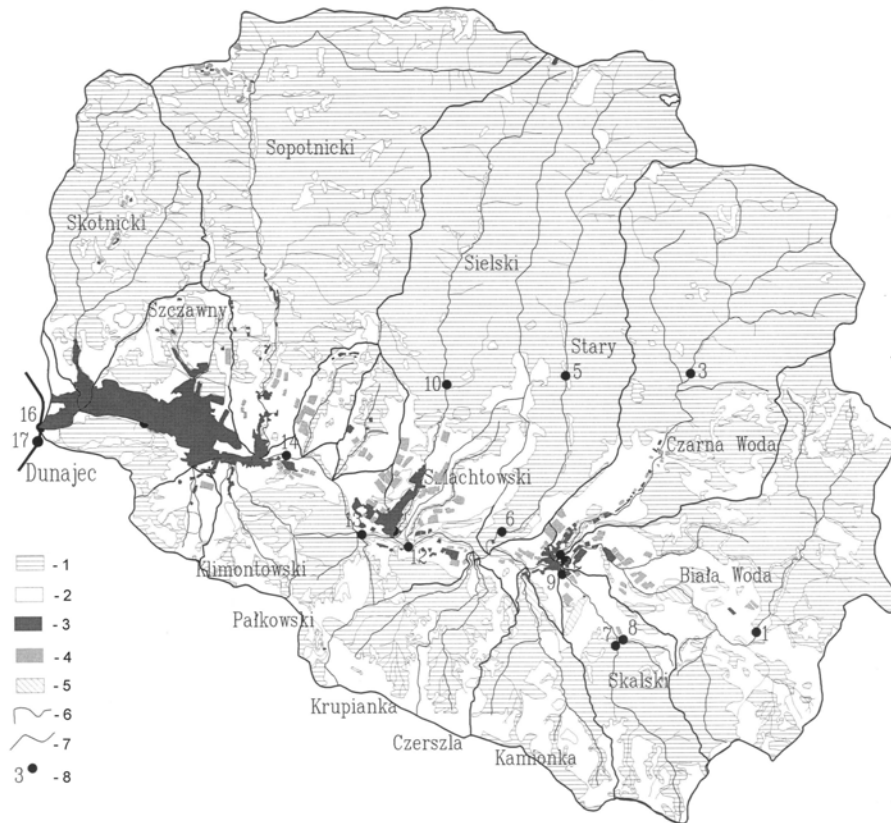 Sopotnicki
Skotnicki
Sielski
Szczawny
Stary
3
5
10
16
17
Dunajec
14
Czarna Woda
Szlachtowski
6
12
9
Klimontowski
Biała Woda
1
Pałkowski
7 8
Skalski
Krupianka
Czerszla
Kamionka
- 1
- 2
- 3
- 4
- 5
- 6
- 7
3 - 8